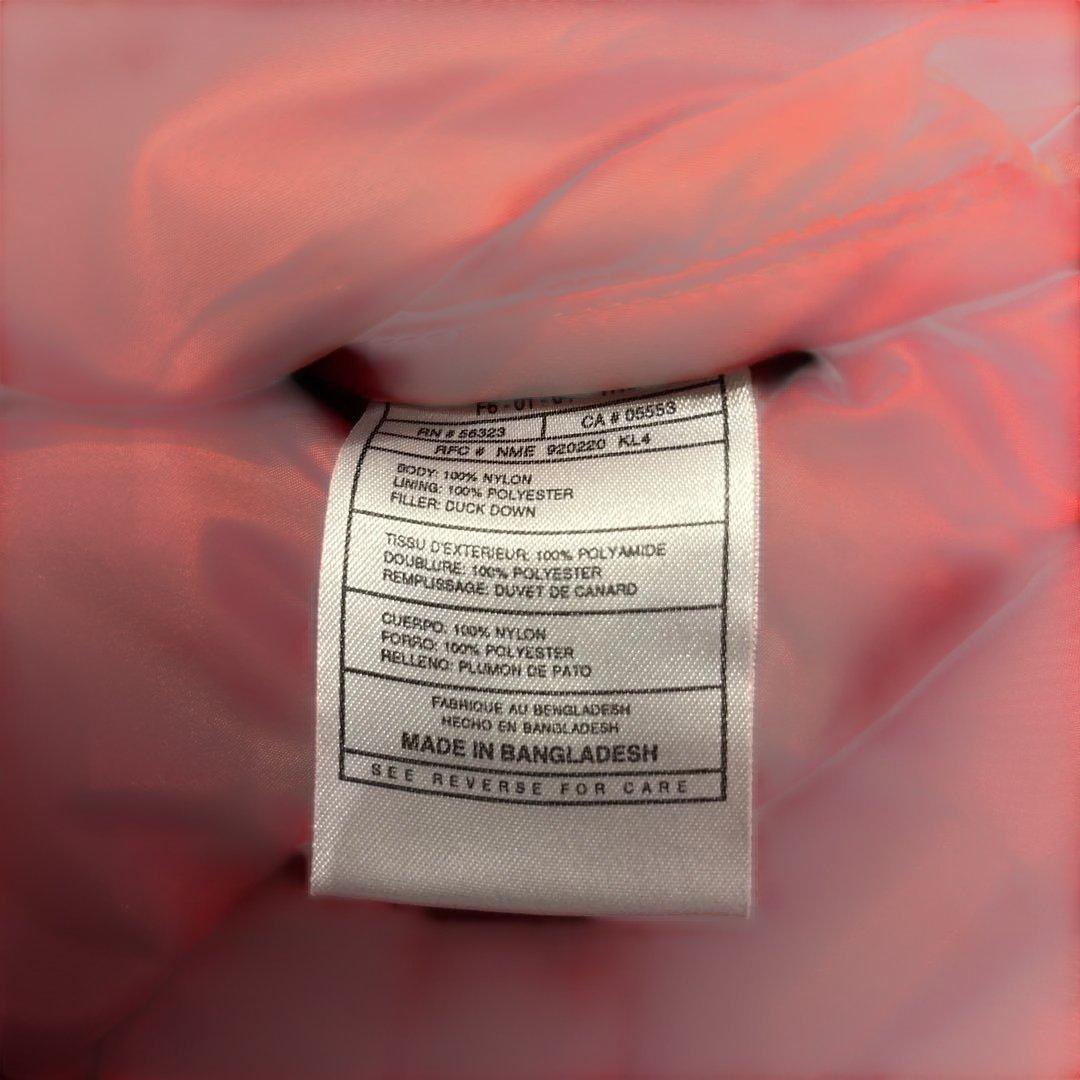 RN # 56323 CA # 05553
RFC # NME 920220 KL4
BODY: 100% NYLON
LINING: 100% POLYESTER
FILLER: DUCK DOWN
TISSU D'EXTERIEUR: 100% POLYAMIDE
DOUBLURE: 100% POLYESTER
REMPLISSAGE: DUVET DE CANARD
CUERPO: 100% NYLON
FORRO: 100% POLYESTER
RELLENO: PLUMON DE PATO
FABRIQUE AU BENGLADESH
HECHO EN BANGLADESH
MADE IN BANGLADESH
SEE REVERSE FOR CARE